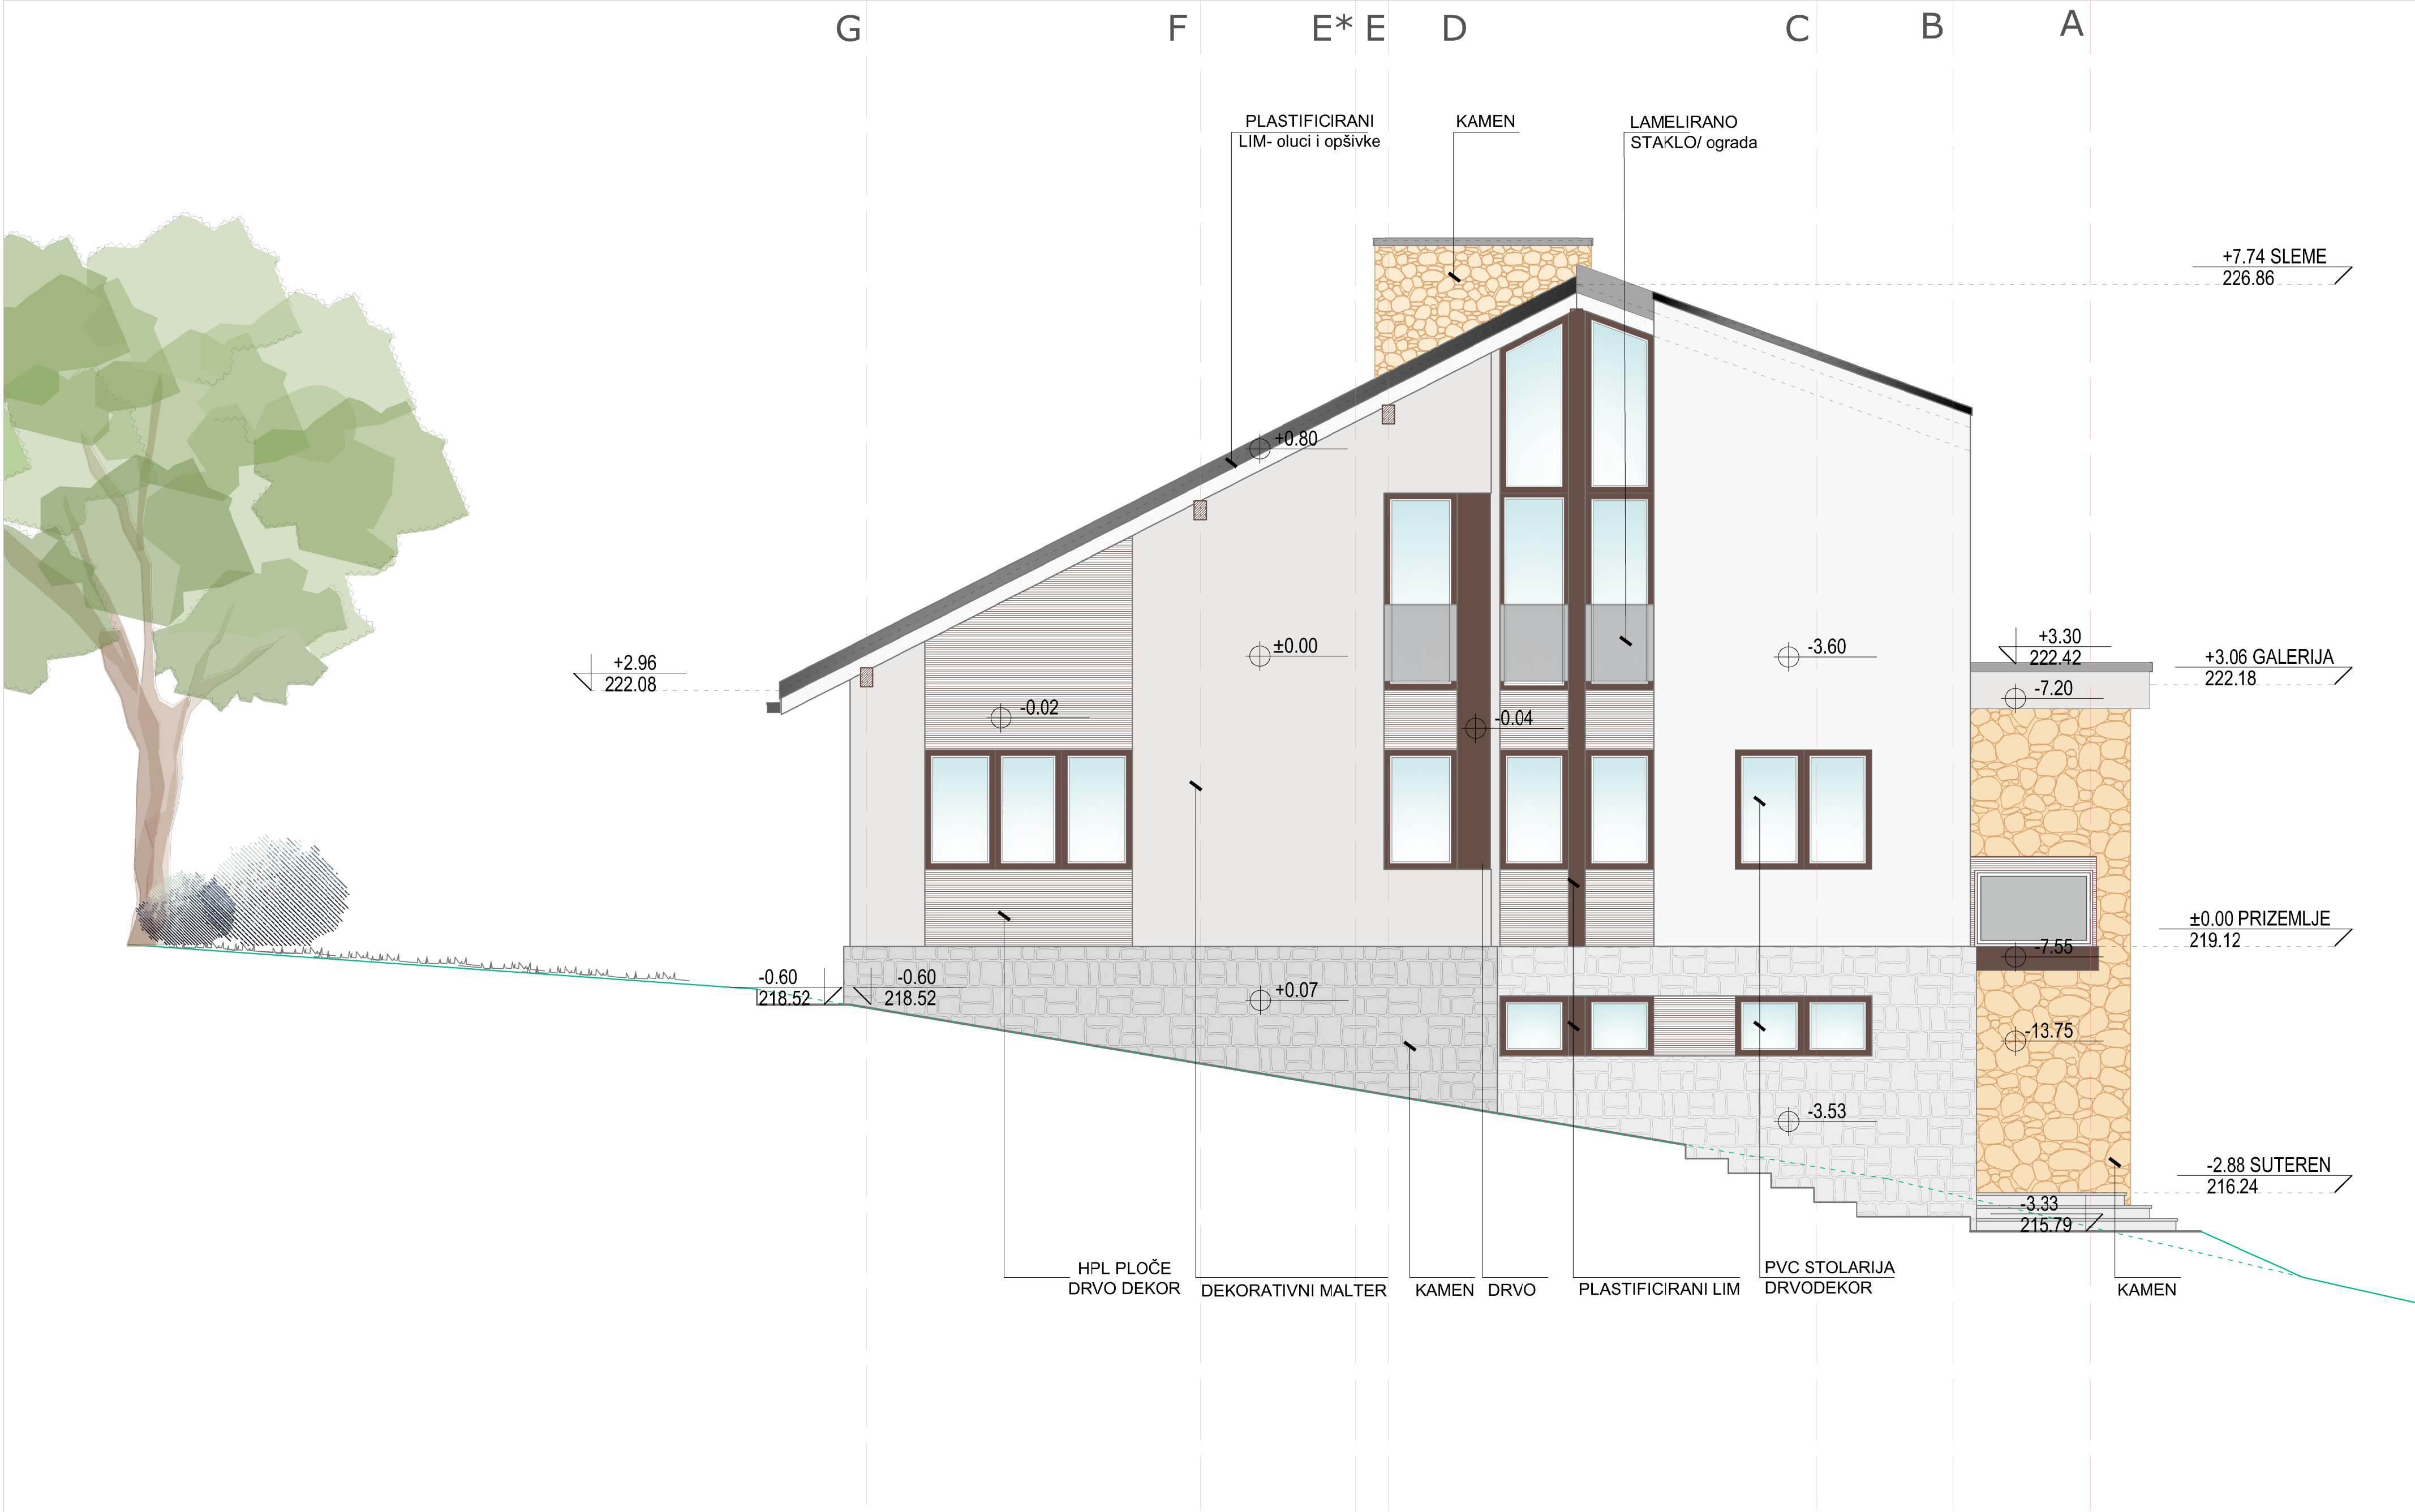 G F E* E D C B A
PLASTIFICIRANI
LIM- oluci i opšivke
KAMEN
LAMELIRANO
STAKLO/ ograda
+7.74 SLEME
226.86
+0.80
+2.96
222.08
±0.00
-3.60
+3.30
222.42
+3.06 GALERIJA
222.18
-7.20
-0.02
-0.04
±0.00 PRIZEMLJE
219.12
-7.55
-0.60
218.52
-0.60
218.52
+0.07
-13.75
-3.53
-2.88 SUTEREN
216.24
-3.33
215.79
HPL PLOČE
DRVO DEKOR
DEKORATIVNI MALTER
KAMEN
DRVO
PLASTIFICIRANI LIM
PVC STOLARIJA
DRVODEKOR
KAMEN